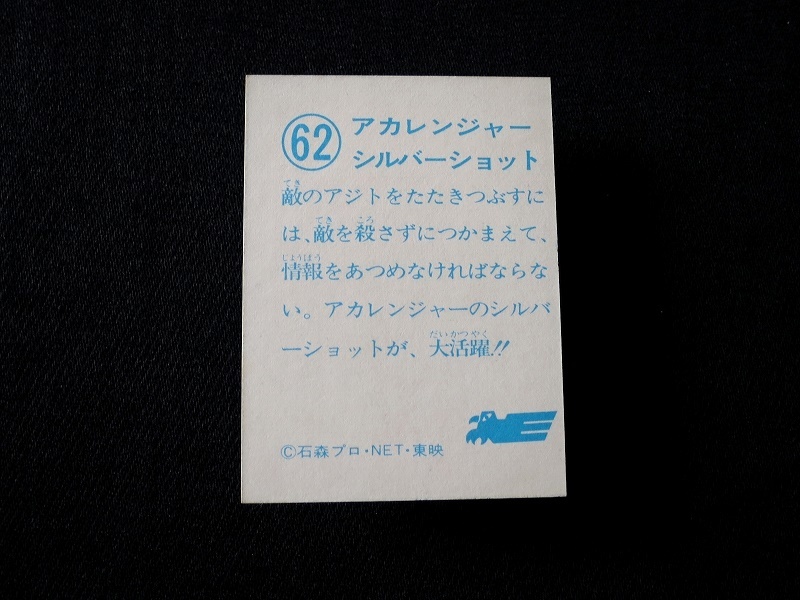 62
アカレンジャー
シルバーショット
敵のアジトをたたきつぶすに
は、敵を殺さずにつかまえて、
情報をあつめなければならな
い。アカレンジャーのシルバ
ーショットが、大活躍!!
©石森プロ・NET・東映